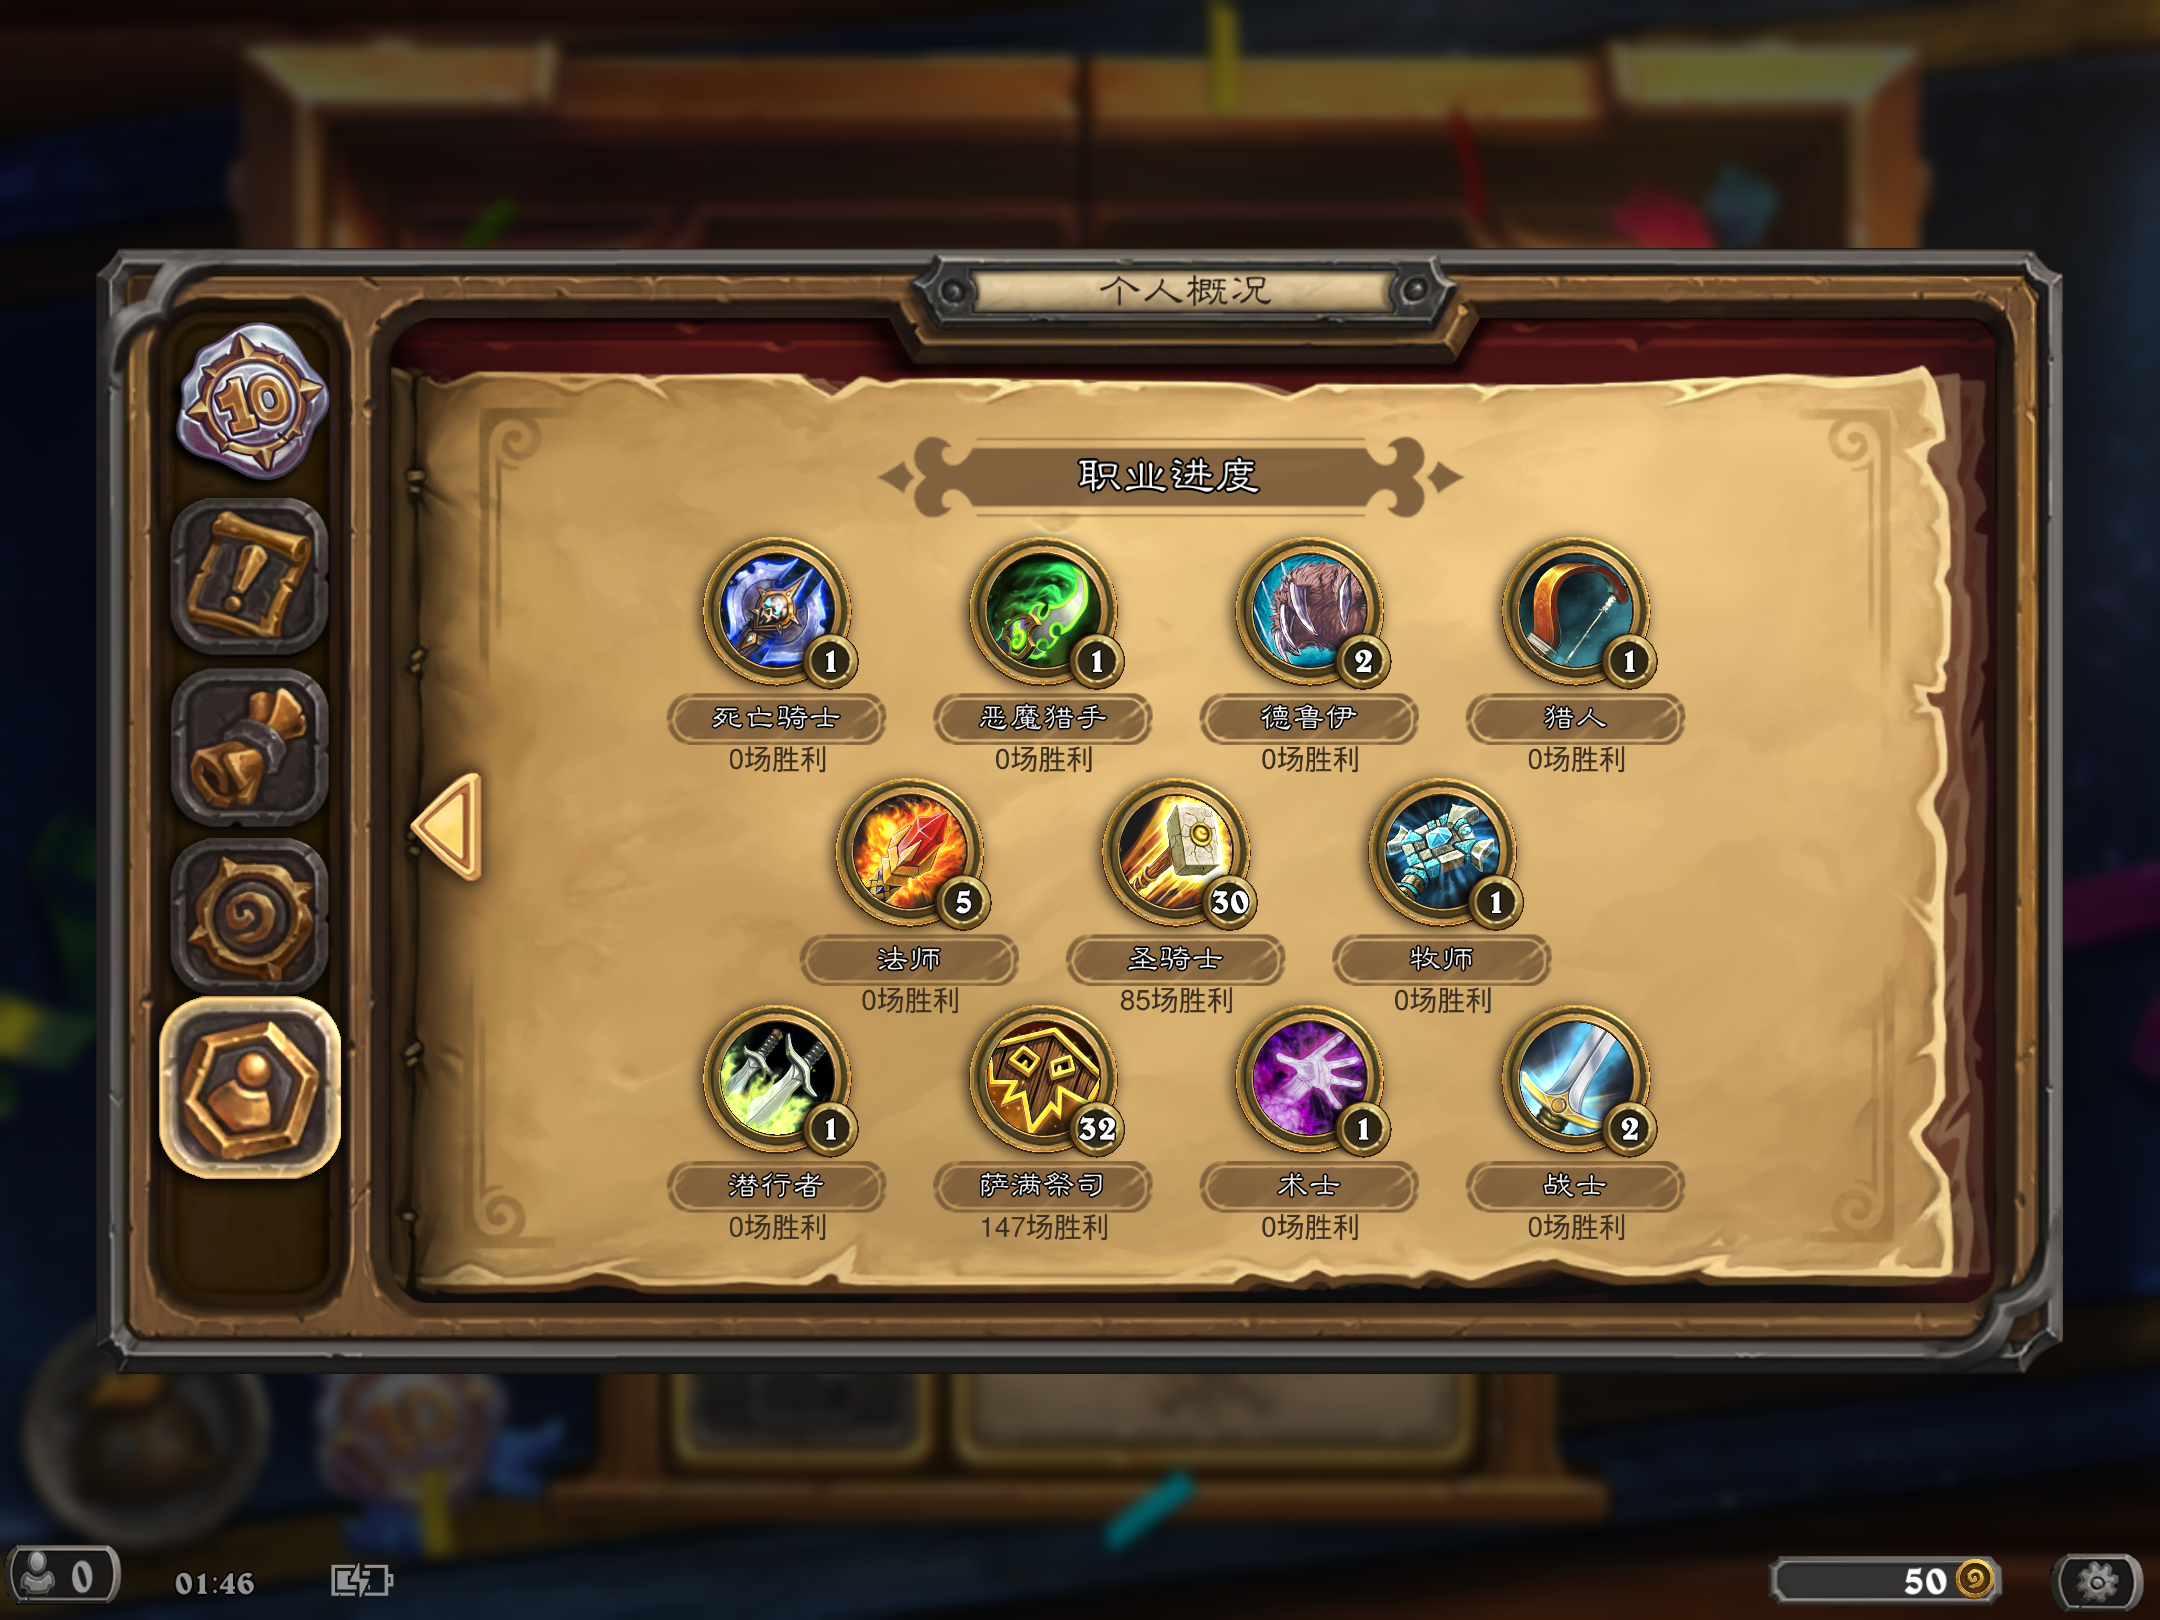 个人概况
10
职业进度
1
1
2
1
死亡骑士
恶魔猎手
德鲁伊
猎人
0场胜利
0场胜利
0场胜利
0场胜利
5
30
1
法师
圣骑士
牧师
0场胜利
85场胜利
0场胜利
1
32
1
2
潜行者
萨满祭司
术士
战士
0场胜利
147场胜利
0场胜利
0场胜利
10
0
01:46
50